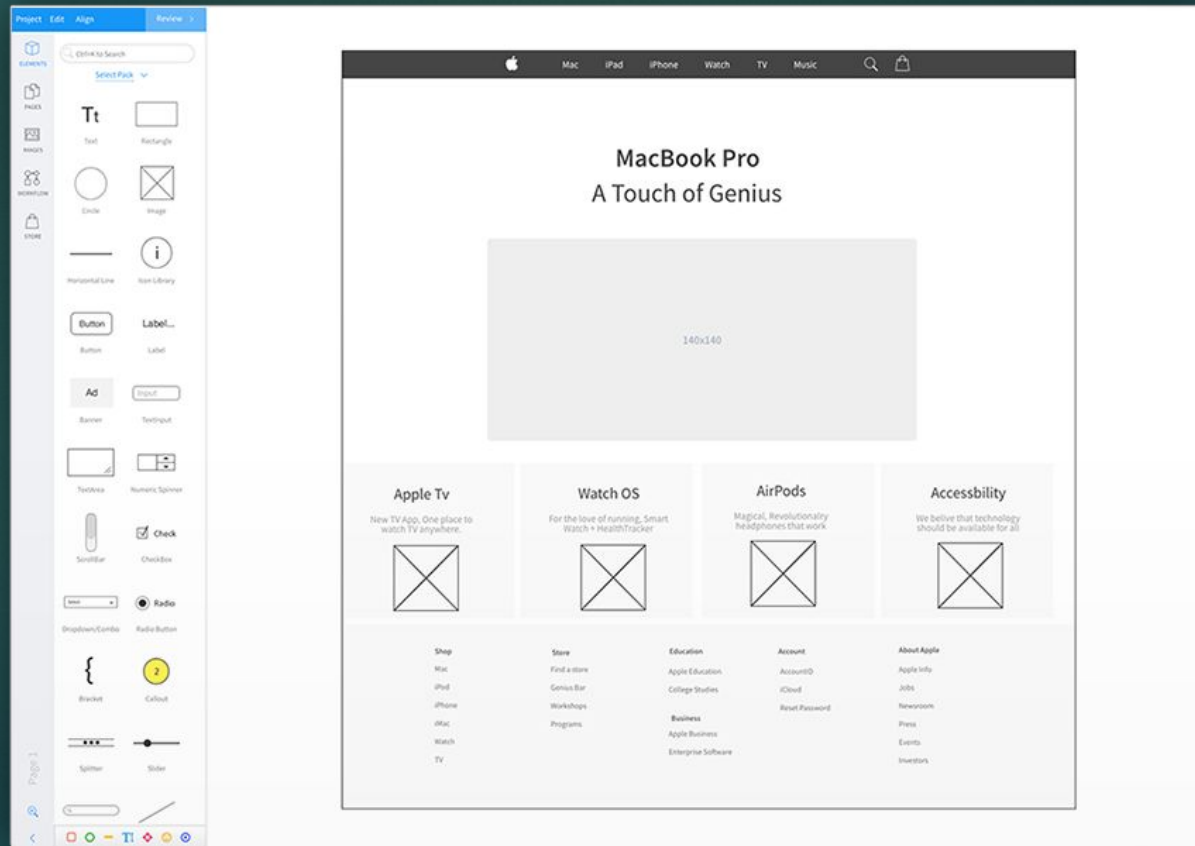 Project Edit Align Review >
ELEMENTS
PAGES
IMAGES
WORKFLOW
STORE
Page 1
Ctrl+K to Search
Select Pack
Tt
Text
Rectangle
Circle
Image
i
Horizontal Line
Icon Library
Button
Label...
Button
Label
Ad
Input
Banner
TextInput
TextArea
Numeric Spinner
Check
ScrollBar
CheckBox
Select
Radio
Dropdown/Combo
Radio Button
{
2
Bracket
Callout
Splitter
Slider
Mac iPad iPhone Watch TV Music
MacBook Pro
A Touch of Genius
140x140
Apple Tv
New TV App, One place to
watch TV anywhere.
Watch OS
For the love of running, Smart
Watch + HealthTracker
AirPods
Magical, Revolutionalry
headphones that work
Accessbility
We belive that technology
should be available for all
Shop
Mac
iPod
iPhone
iMac
Watch
TV
Store
Find a store
Genius Bar
Workshops
Programs
Education
Apple Education
College Studies
Business
Apple Business
Enterprise Software
Account
AccountID
iCloud
Reset Password
About Apple
Apple Info
Jobs
Newsroom
Press
Events
Investors